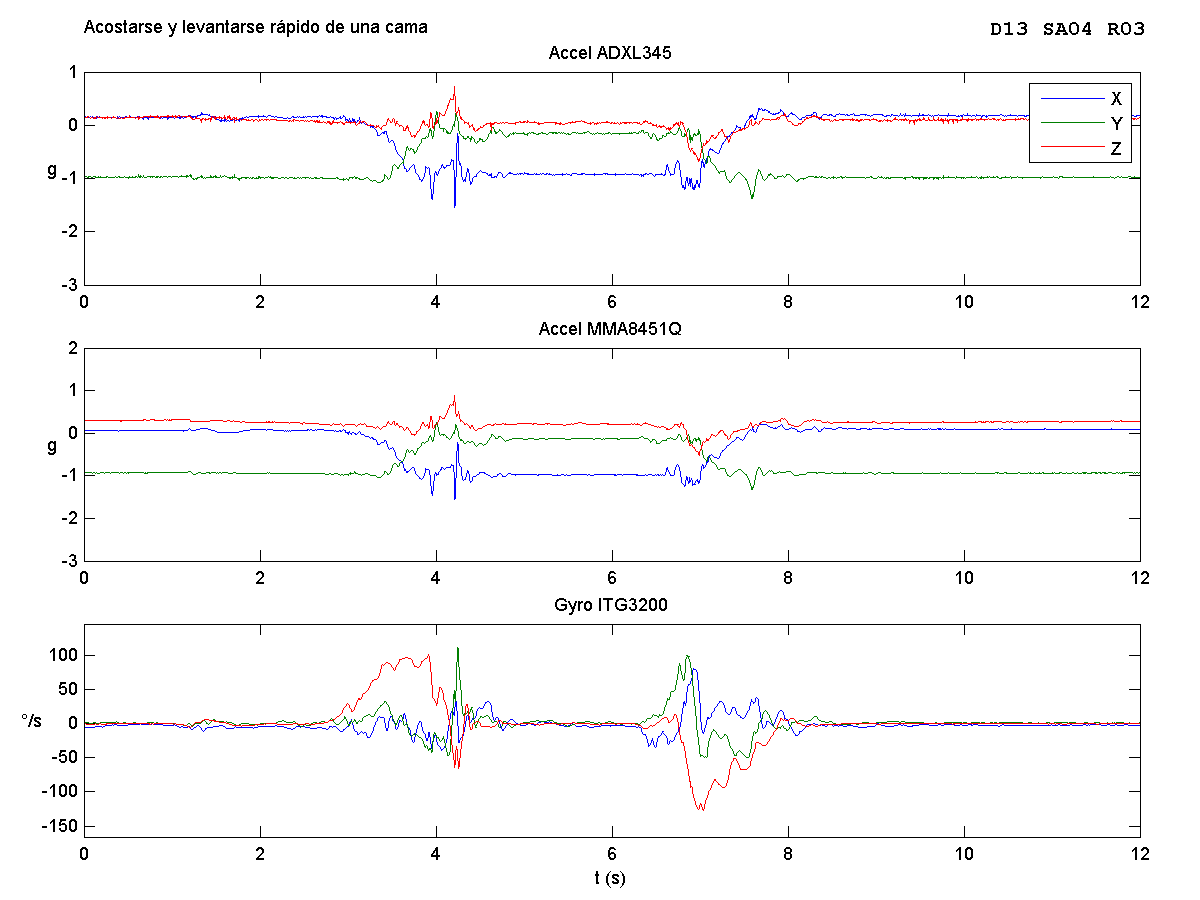 Acostarse y levantarse rápido de una cama
D13 SA04 R03
Accel ADXL345
1
0
-1
-2
-3
g
X
Y
Z
0 2 4 6 8 10 12
Accel MMA8451Q
2
1
0
-1
-2
-3
g
0 2 4 6 8 10 12
Gyro ITG3200
100
50
0
-50
-100
-150
°/s
0 2 4 6 8 10 12
t (s)